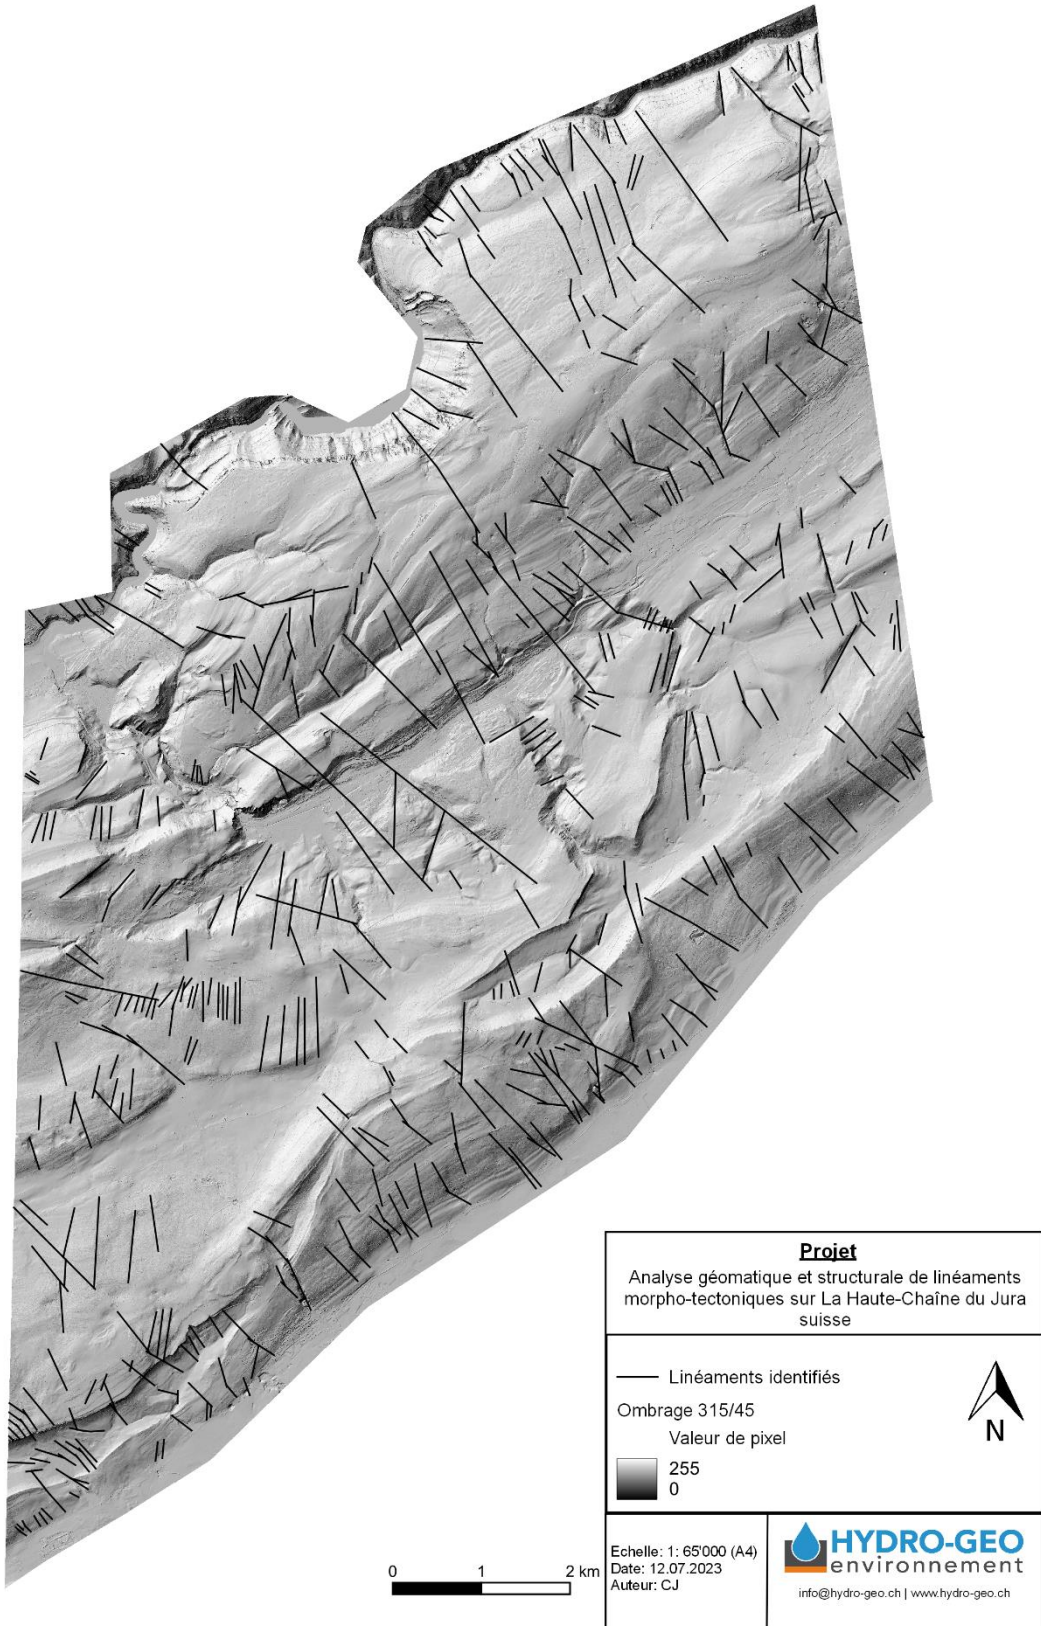 Projet
Analyse géomatique et structurale de linéaments
morpho-tectoniques sur La Haute-Chaîne du Jura
suisse
Linéaments identifiés
Ombrage 315/45
Valeur de pixel
255
0
N
0 1 2 km
Echelle: 1: 65'000 (A4)
Date: 12.07.2023
Auteur: CJ
HYDRO-GEO
environnement
info@hydro-geo.ch | www.hydro-geo.ch